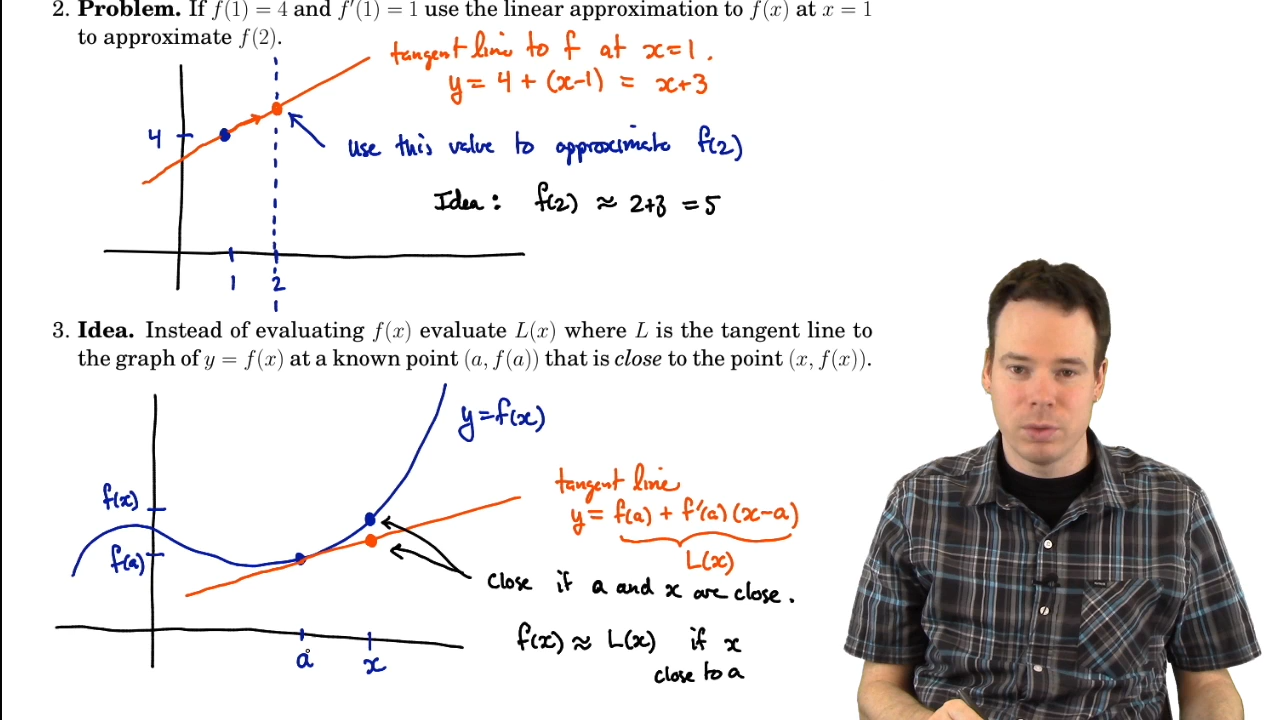 2. Problem. If f(1) = 4 and f′(1) = 1 use the linear approximation to f(x) at x = 1
to approximate f(2).
tangent line to f at x=1.
y = 4 + (x-1) = x+3
4
use this value to approximate f(2)
Idea: f(2) ≈ 2+3 = 5
1 2
3. Idea. Instead of evaluating f(x) evaluate L(x) where L is the tangent line to
the graph of y = f(x) at a known point (a, f(a)) that is close to the point (x, f(x)).
y=f(x)
tangent line
f(x)
y = f(a) + f'(a)(x-a)
f(a)
L(x)
Close if a and x are close.
f(x) ≈ L(x) if x
close to a
a x